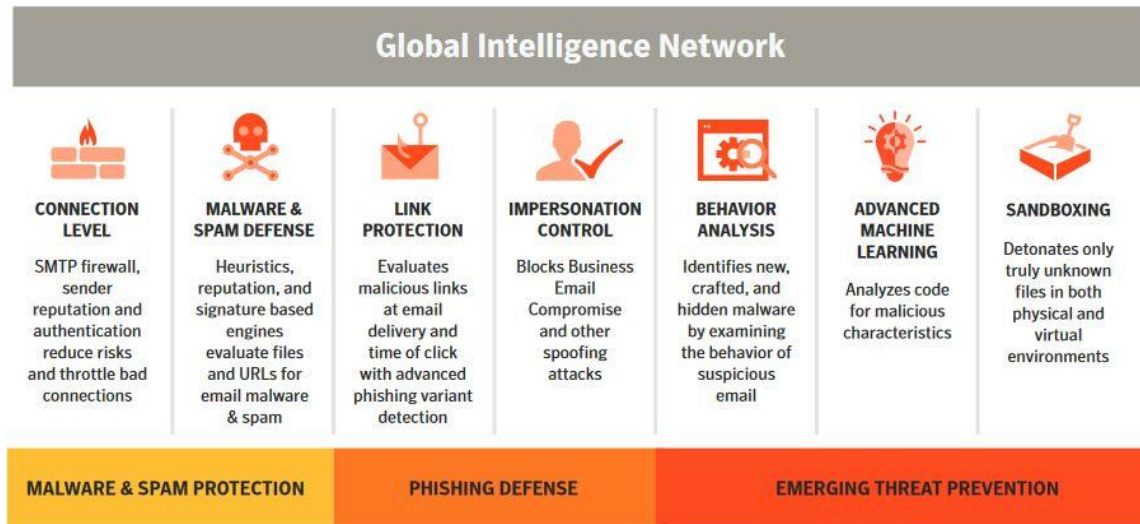 Global Intelligence Network
CONNECTION
LEVEL
SMTP firewall,
sender
reputation and
authentication
reduce risks
and throttle bad
connections
MALWARE &
SPAM DEFENSE
Heuristics,
reputation, and
signature based
engines
evaluate files
and URLs for
email malware
& spam
LINK
PROTECTION
Evaluates
malicious links
at email
delivery and
time of click
with advanced
phishing variant
detection
IMPERSONATION
CONTROL
Blocks Business
Email
Compromise
and other
spoofing
attacks
BEHAVIOR
ANALYSIS
Identifies new,
crafted, and
hidden malware
by examining
the behavior of
suspicious
email
ADVANCED
MACHINE
LEARNING
Analyzes code
for malicious
characteristics
SANDBOXING
Detonates only
truly unknown
files in both
physical and
virtual
environments
MALWARE & SPAM PROTECTION
PHISHING DEFENSE
EMERGING THREAT PREVENTION